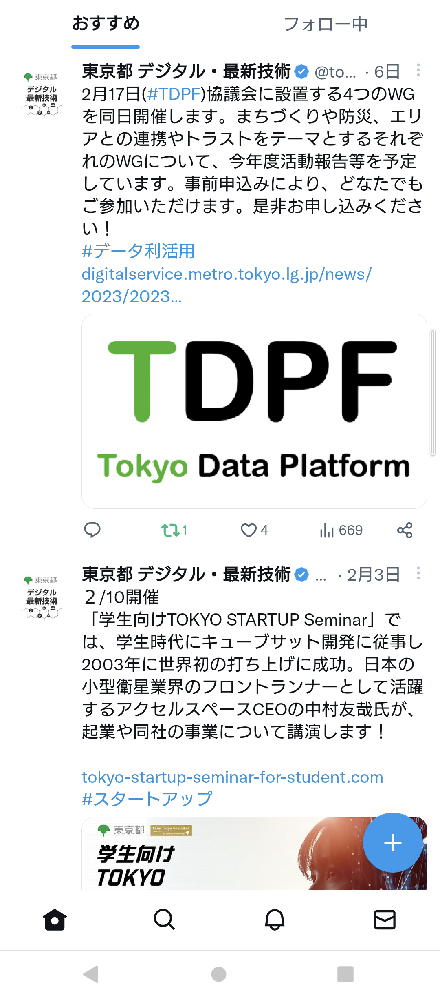 おすすめ
フォロー中
東京都 デジタル・最新技術 @to... · 6日
東京都
デジタル
最新技術
2月17日(#TDPF)協議会に設置する4つのWG
を同日開催します。まちづくりや防災、エリ
アとの連携やトラストをテーマとするそれぞ
れのWGについて、今年度活動報告等を予定
しています。事前申込みにより、どなたでも
ご参加いただけます。是非お申し込みくださ
い！
#データ利活用
digitalservice.metro.tokyo.lg.jp/news/
2023/2023...
TDPF
Tokyo Data Platform
1
4
669
東京都 デジタル・最新技術 ... · 2月3日
東京都
デジタル
最新技術
２/10開催
「学生向けTOKYO STARTUP Seminar」で
は、学生時代にキューブサット開発に従事し
2003年に世界初の打ち上げに成功。日本の
小型衛星業界のフロントランナーとして活躍
するアクセルスペースCEOの中村友哉氏が、
起業や同社の事業について講演します！
tokyo-startup-seminar-for-student.com
#スタートアップ
東京都
Team Tokyo Innovation
for All the STARTUPS
学生向け
TOKYO